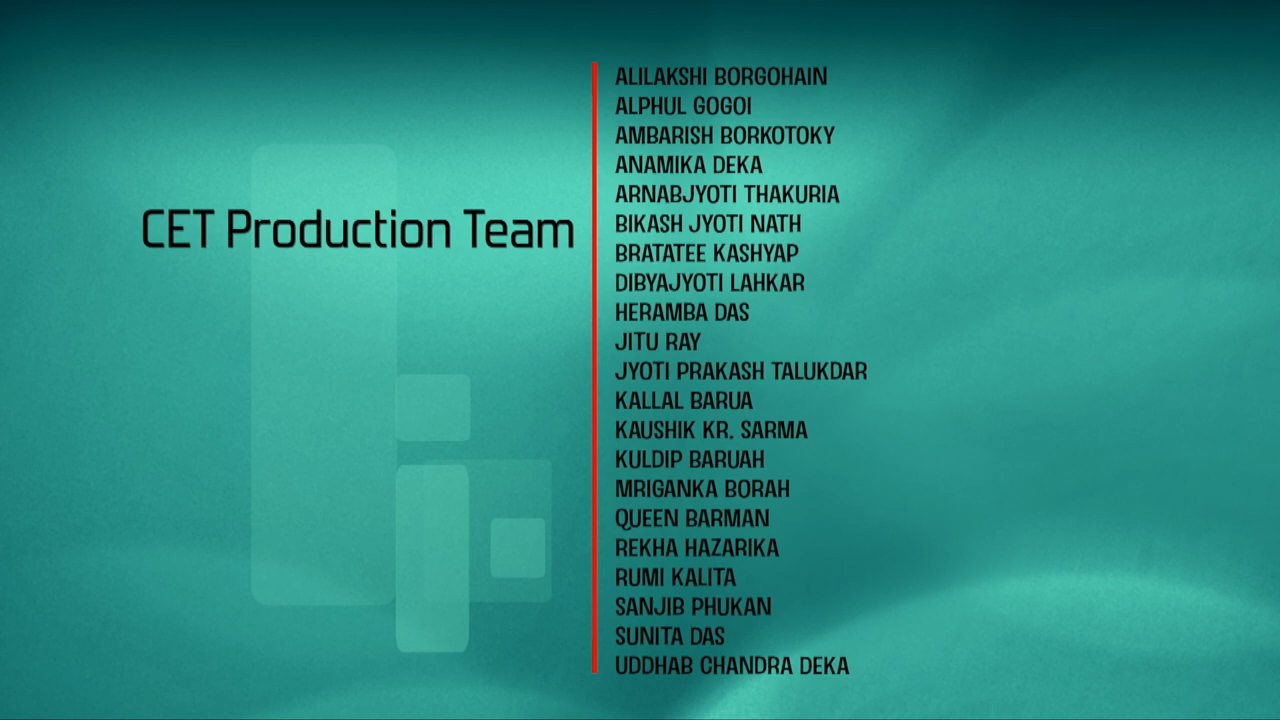 CET Production Team
ALILAKSHI BORGOHAIN
ALPHUL GOGOI
AMBARISH BORKOTOKY
ANAMIKA DEKA
ARNABJYOTI THAKURIA
BIKASH JYOTI NATH
BRATATEE KASHYAP
DIBYAJYOTI LAHKAR
HERAMBA DAS
JITU RAY
JYOTI PRAKASH TALUKDAR
KALLAL BARUA
KAUSHIK KR. SARMA
KULDIP BARUAH
MRIGANKA BORAH
QUEEN BARMAN
REKHA HAZARIKA
RUMI KALITA
SANJIB PHUKAN
SUNITA DAS
UDDHAB CHANDRA DEKA